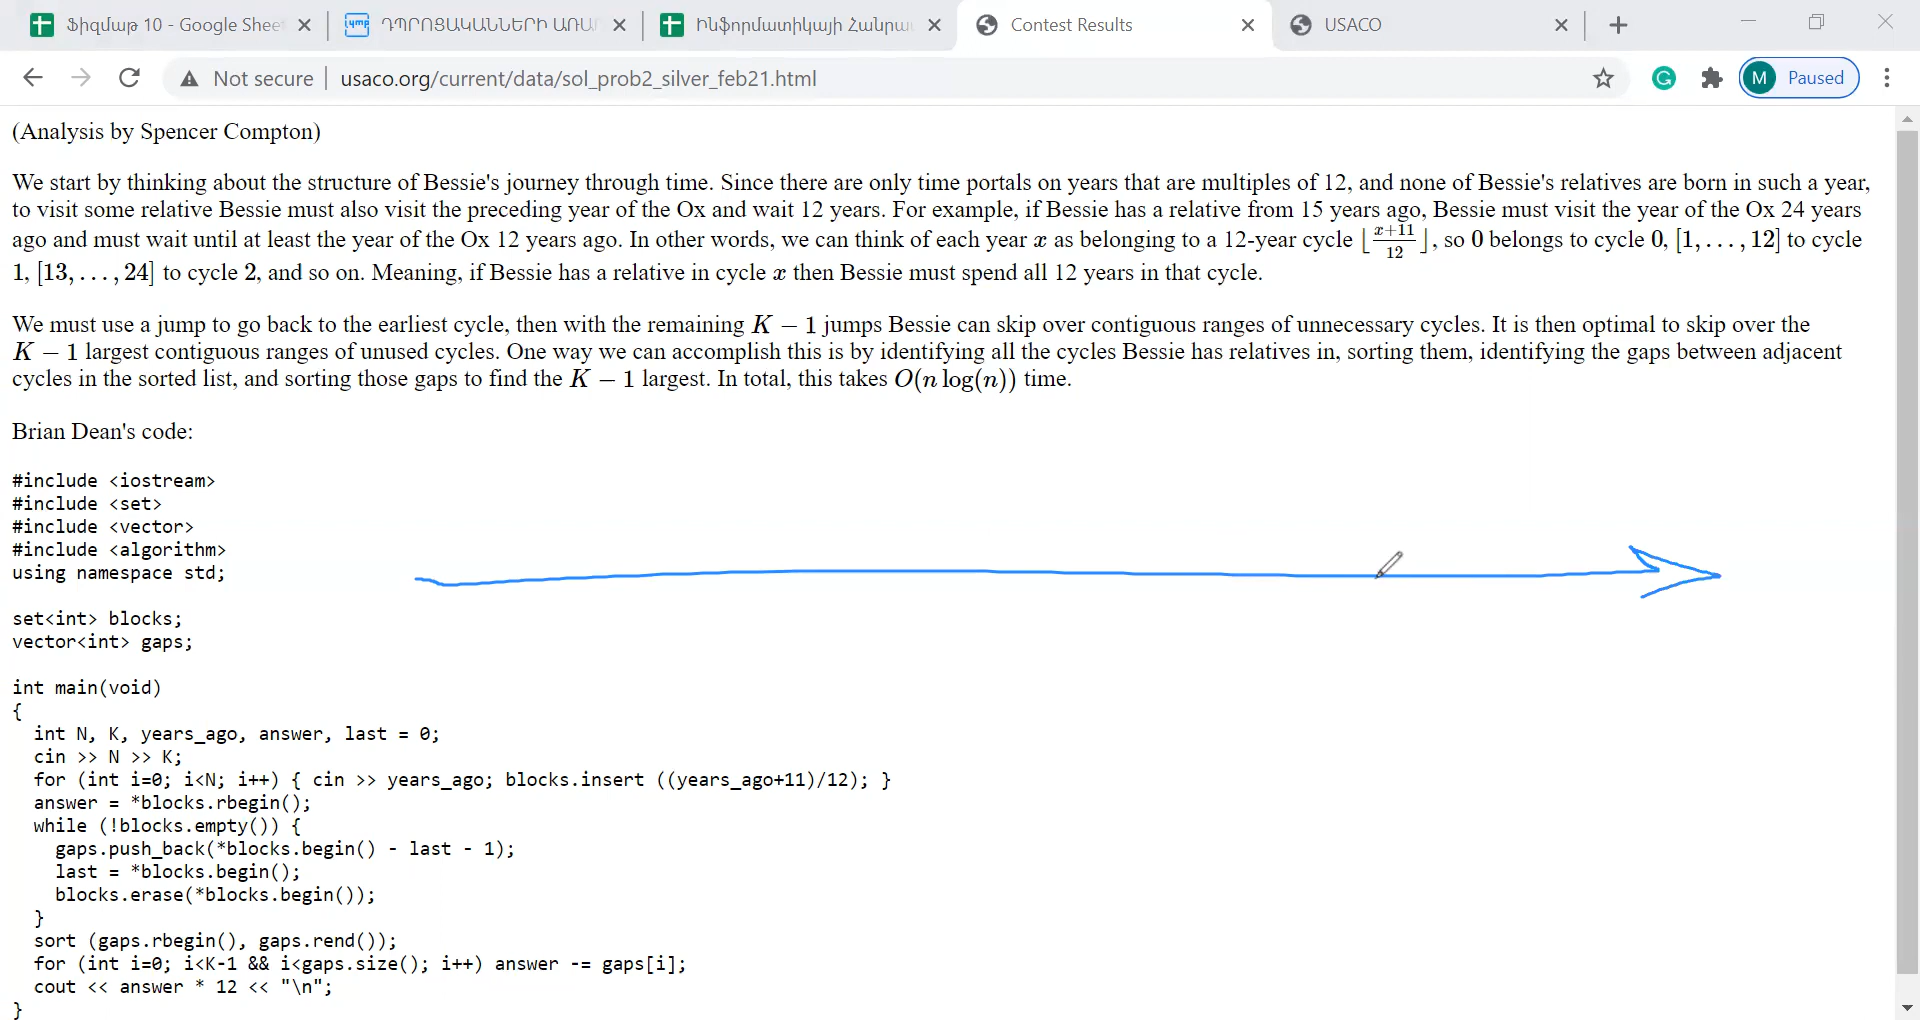 Ֆիզմաթ 10 - Google Shee
ԴՊՐՈՑԱԿԱՆՆԵՐԻ ԱՌԱ
Ինֆորմատիկայի Հանրա
Contest Results
USACO
Not secure
usaco.org/current/data/sol_prob2_silver_feb21.html
M Paused
(Analysis by Spencer Compton)
We start by thinking about the structure of Bessie's journey through time. Since there are only time portals on years that are multiples of 12, and none of Bessie's relatives are born in such a year,
to visit some relative Bessie must also visit the preceding year of the Ox and wait 12 years. For example, if Bessie has a relative from 15 years ago, Bessie must visit the year of the Ox 24 years
ago and must wait until at least the year of the Ox 12 years ago. In other words, we can think of each year x as belonging to a 12-year cycle ⌊(x+11)/12⌋, so 0 belongs to cycle 0, [1, . . . , 12] to cycle
1, [13, . . . , 24] to cycle 2, and so on. Meaning, if Bessie has a relative in cycle x then Bessie must spend all 12 years in that cycle.
We must use a jump to go back to the earliest cycle, then with the remaining K − 1 jumps Bessie can skip over contiguous ranges of unnecessary cycles. It is then optimal to skip over the
K − 1 largest contiguous ranges of unused cycles. One way we can accomplish this is by identifying all the cycles Bessie has relatives in, sorting them, identifying the gaps between adjacent
cycles in the sorted list, and sorting those gaps to find the K − 1 largest. In total, this takes O(n log(n)) time.
Brian Dean's code:
#include <iostream>
#include <set>
#include <vector>
#include <algorithm>
using namespace std;
set<int> blocks;
vector<int> gaps;
int main(void)
{
int N, K, years_ago, answer, last = 0;
cin >> N >> K;
for (int i=0; i<N; i++) { cin >> years_ago; blocks.insert ((years_ago+11)/12); }
answer = *blocks.rbegin();
while (!blocks.empty()) {
gaps.push_back(*blocks.begin() - last - 1);
last = *blocks.begin();
blocks.erase(*blocks.begin());
}
sort (gaps.rbegin(), gaps.rend());
for (int i=0; i<K-1 && i<gaps.size(); i++) answer -= gaps[i];
cout << answer * 12 << "\n";
}